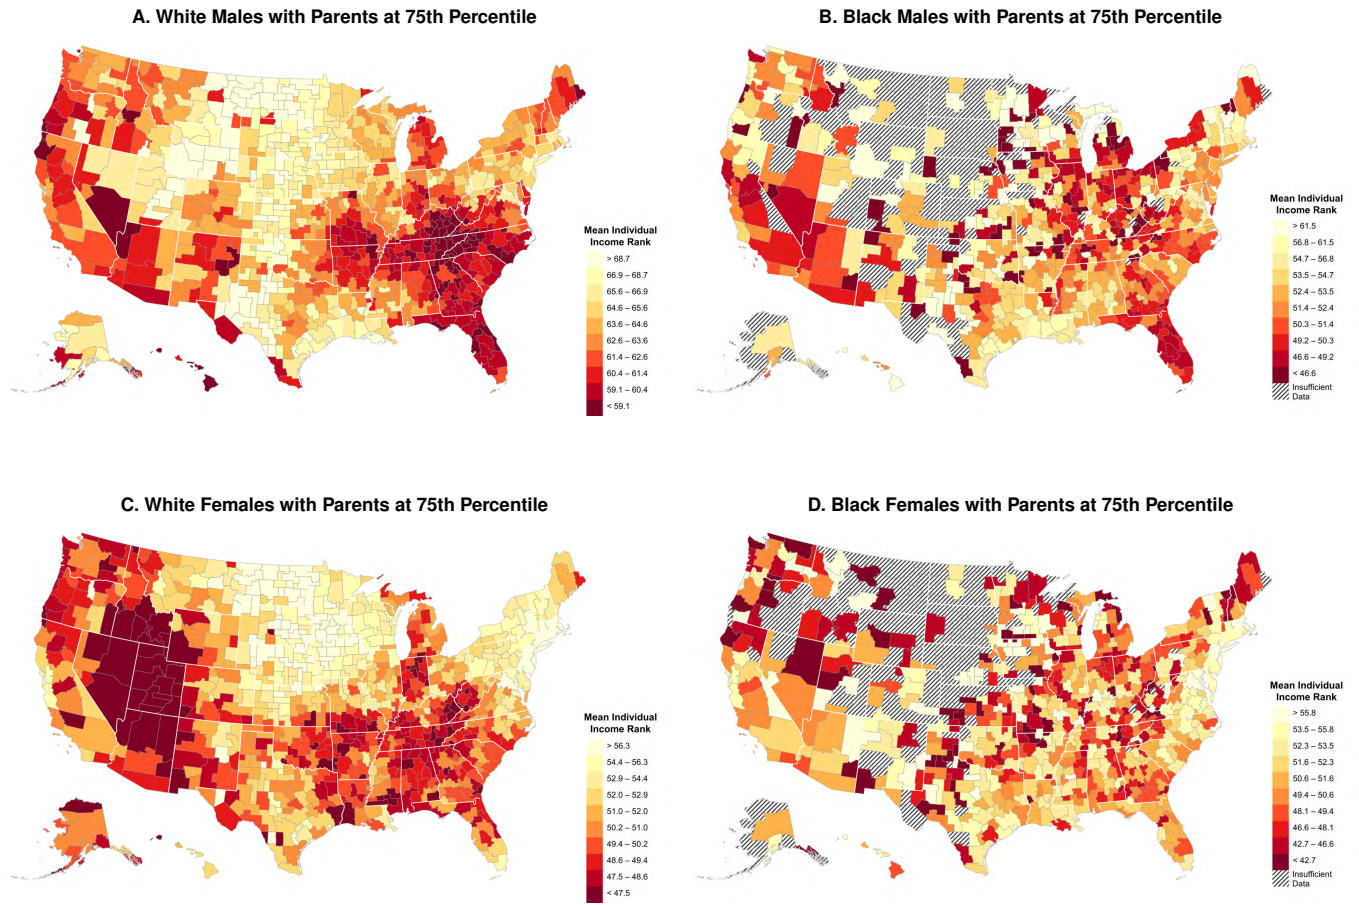 A. White Males with Parents at 75th Percentile
Mean Individual
Income Rank
> 68.7
66.9 – 68.7
65.6 – 66.9
64.6 – 65.6
63.6 – 64.6
62.6 – 63.6
61.4 – 62.6
60.4 – 61.4
59.1 – 60.4
< 59.1
B. Black Males with Parents at 75th Percentile
Mean Individual
Income Rank
> 61.5
56.8 – 61.5
54.7 – 56.8
53.5 – 54.7
52.4 – 53.5
51.4 – 52.4
50.3 – 51.4
49.2 – 50.3
46.6 – 49.2
< 46.6
Insufficient
Data
C. White Females with Parents at 75th Percentile
Mean Individual
Income Rank
> 56.3
54.4 – 56.3
52.9 – 54.4
52.0 – 52.9
51.0 – 52.0
50.2 – 51.0
49.4 – 50.2
48.6 – 49.4
47.5 – 48.6
< 47.5
D. Black Females with Parents at 75th Percentile
Mean Individual
Income Rank
> 55.8
53.5 – 55.8
52.3 – 53.5
51.6 – 52.3
50.6 – 51.6
49.4 – 50.6
48.1 – 49.4
46.6 – 48.1
42.7 – 46.6
< 42.7
Insufficient
Data